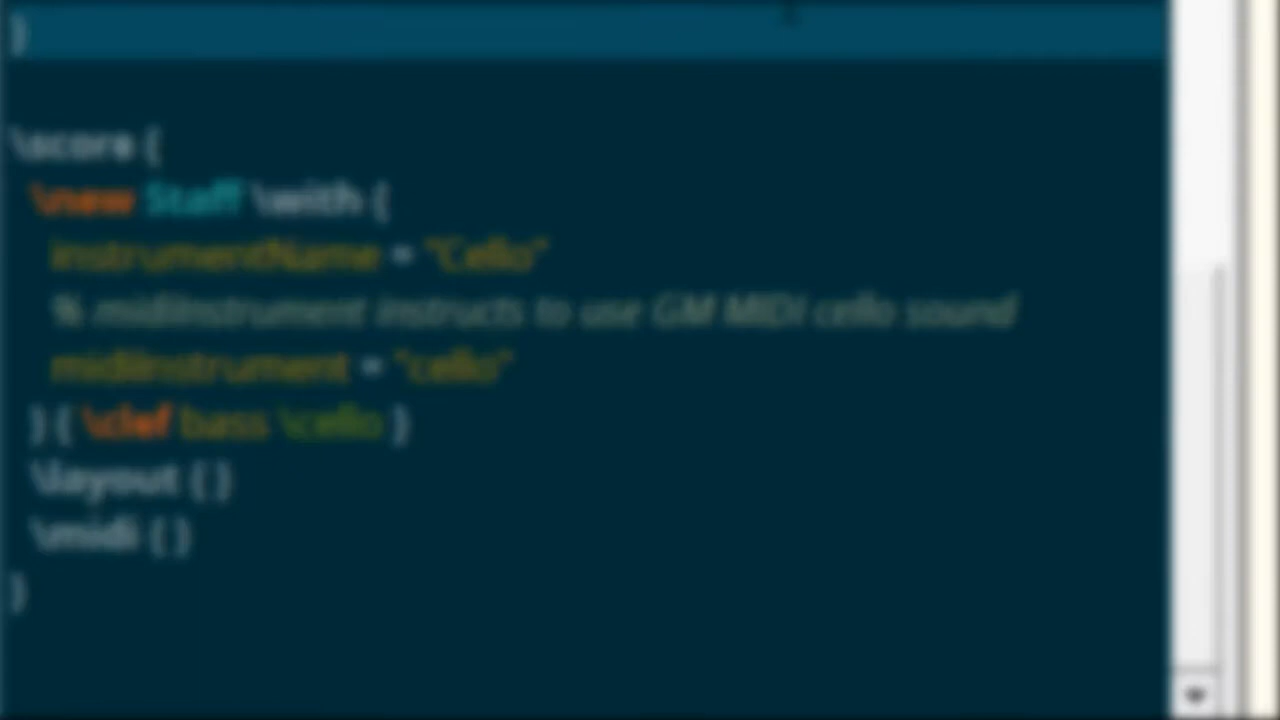 }
\score {
\new Staff \with {
instrumentName = "Cello"
% midiInstrument instructs to use GM MIDI cello sound
midiInstrument = "cello"
} { \clef bass \cello }
\layout { }
\midi { }
}